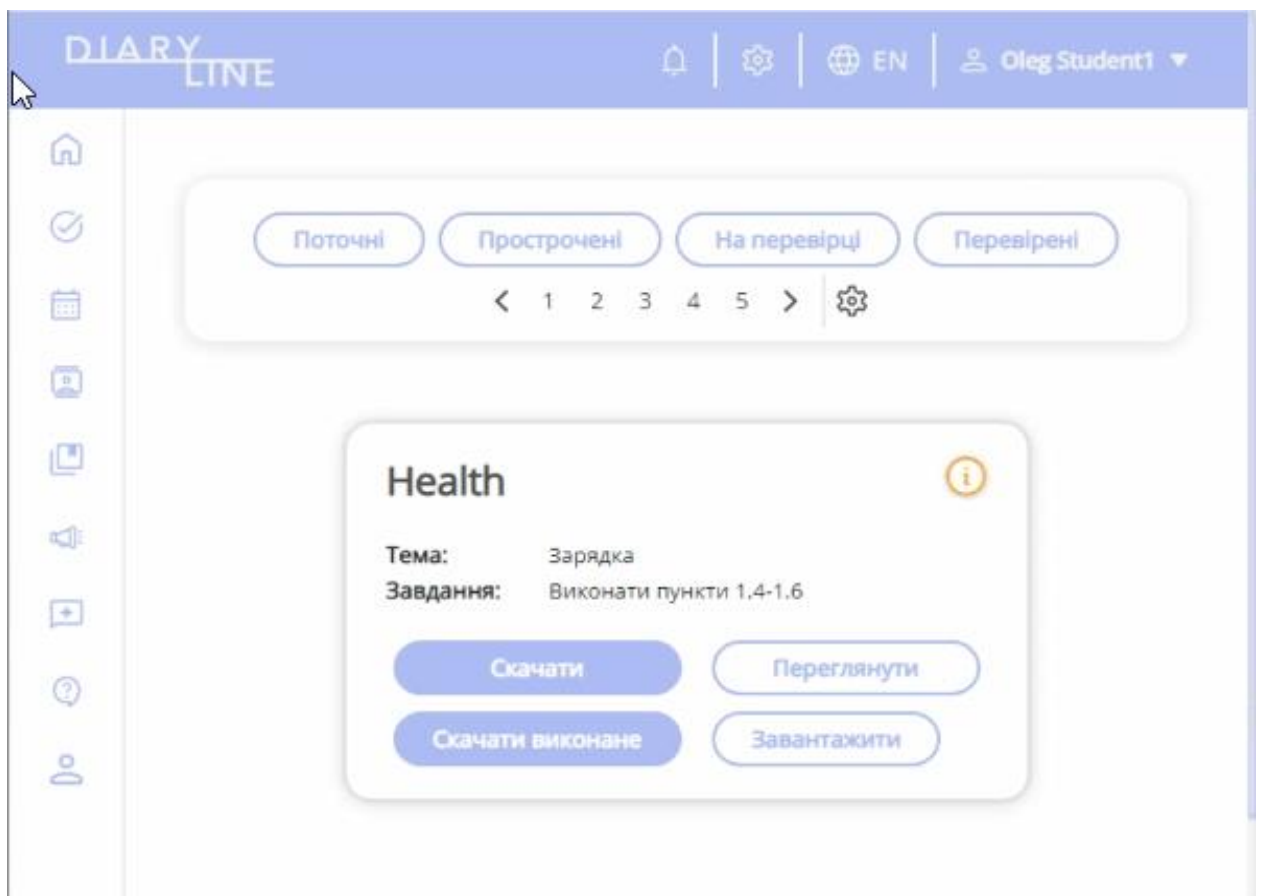 DIARY
LINE
EN
Oleg Student1
Поточні
Прострочені
На перевірці
Перевірені
1 2 3 4 5
Health
Тема: Зарядка
Завдання: Виконати пункти 1.4-1.6
Скачати
Переглянути
Скачати виконане
Завантажити